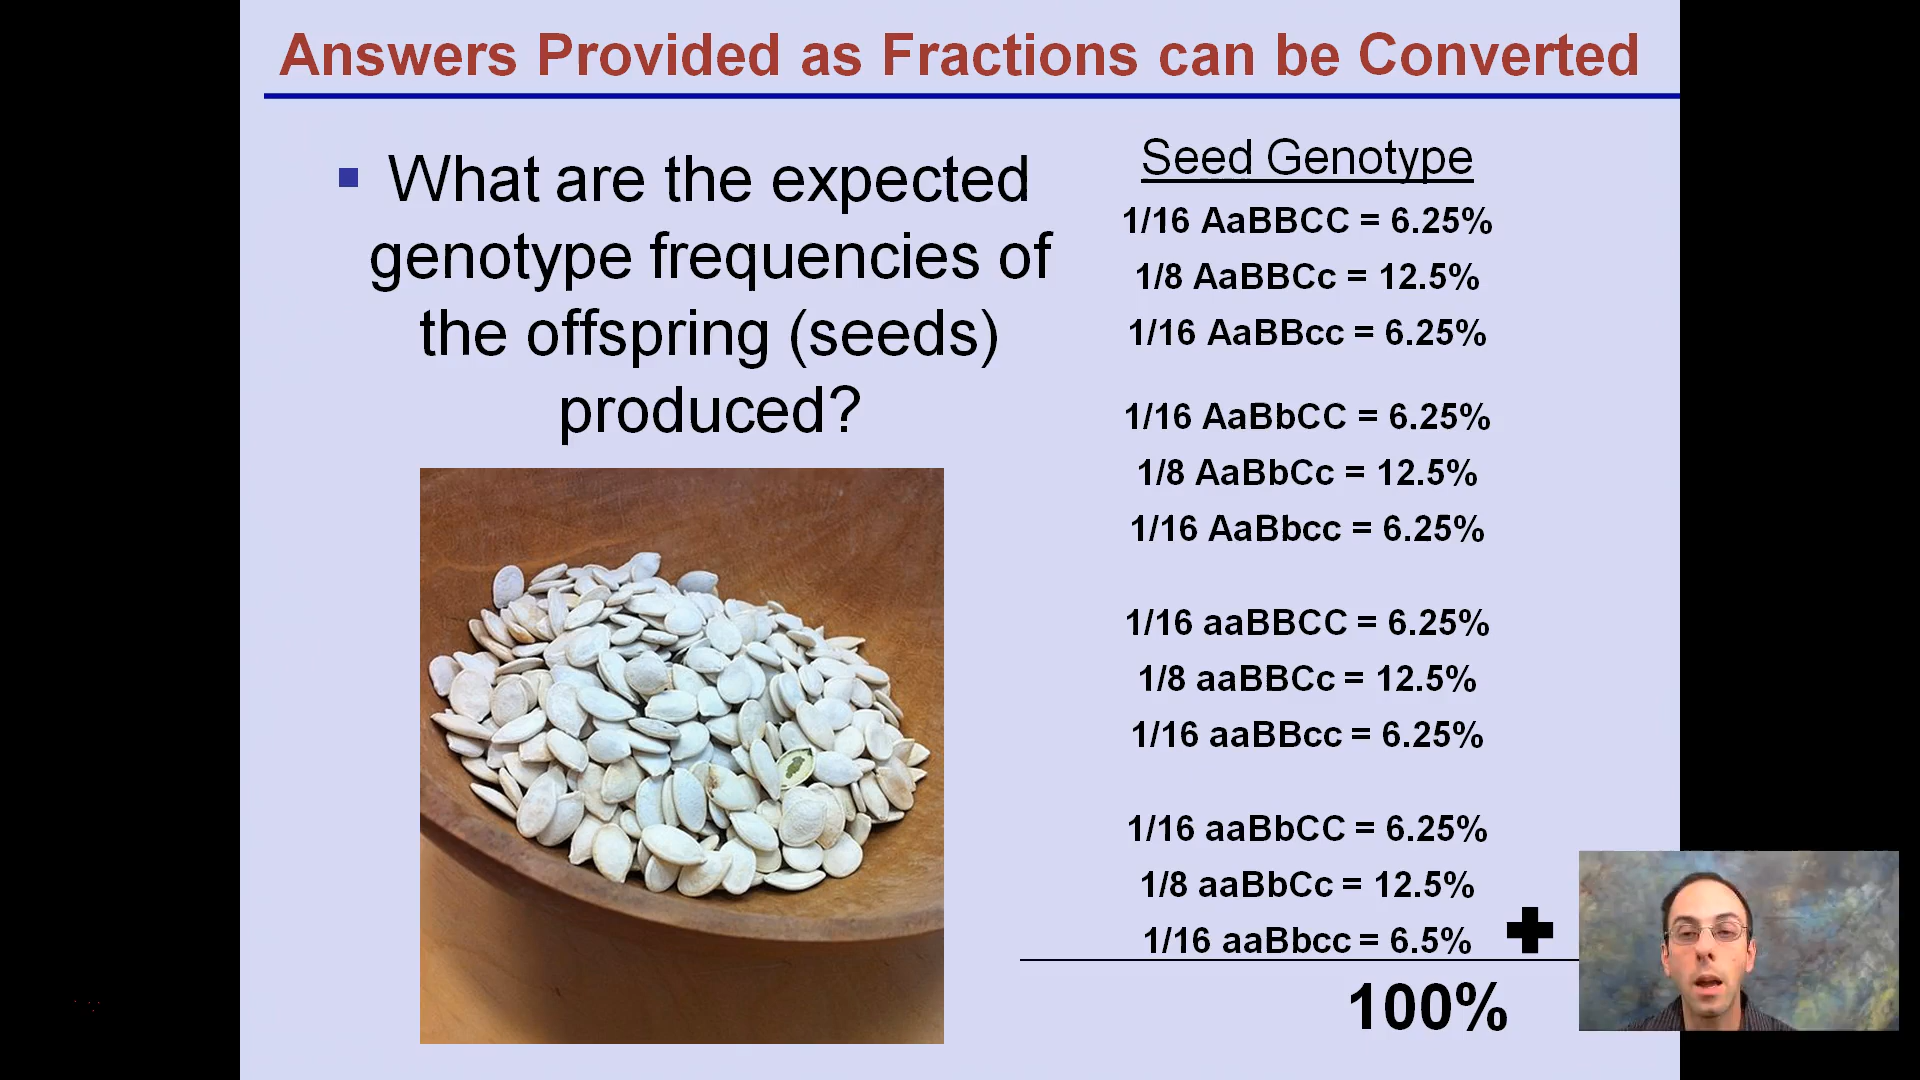 Answers Provided as Fractions can be Converted
What are the expected
genotype frequencies of
the offspring (seeds)
produced?
Seed Genotype
1/16 AaBBCC = 6.25%
1/8 AaBBCc = 12.5%
1/16 AaBBcc = 6.25%
1/16 AaBbCC = 6.25%
1/8 AaBbCc = 12.5%
1/16 AaBbcc = 6.25%
1/16 aaBBCC = 6.25%
1/8 aaBBCc = 12.5%
1/16 aaBBcc = 6.25%
1/16 aaBbCC = 6.25%
1/8 aaBbCc = 12.5%
1/16 aaBbcc = 6.5%
100%